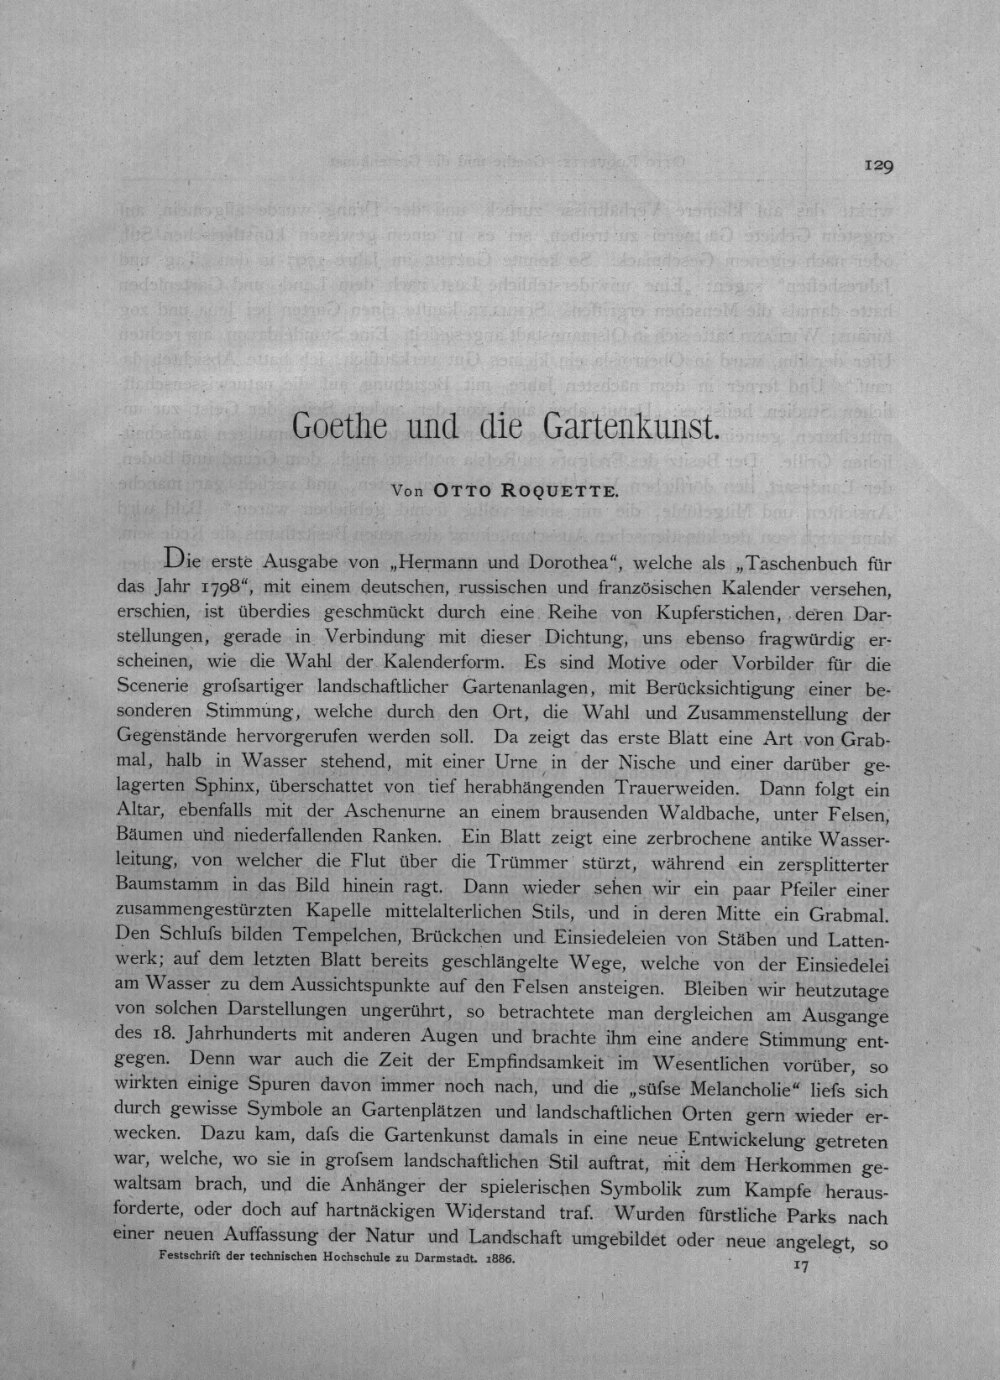 129
Goethe und die Gartenkunst.
Von OTTO ROQUETTE.
Die erste Ausgabe von „Hermann und Dorothea“, welche als „Taschenbuch für
das Jahr 1798“, mit einem deutschen, russischen und französischen Kalender versehen,
erschien, ist überdies geschmückt durch eine Reihe von Kupferstichen, deren Dar-
stellungen, gerade in Verbindung mit dieser Dichtung, uns ebenso fragwürdig er-
scheinen, wie die Wahl der Kalenderform. Es sind Motive oder Vorbilder für die
Scenerie grofsartiger landschaftlicher Gartenanlagen, mit Berücksichtigung einer be-
sonderen Stimmung, welche durch den Ort, die Wahl und Zusammenstellung der
Gegenstände hervorgerufen werden soll. Da zeigt das erste Blatt eine Art von Grab-
mal, halb in Wasser stehend, mit einer Urne in der Nische und einer darüber ge-
lagerten Sphinx, überschattet von tief herabhängenden Trauerweiden. Dann folgt ein
Altar, ebenfalls mit der Aschenurne an einem brausenden Waldbache, unter Felsen,
Bäumen und niederfallenden Ranken. Ein Blatt zeigt eine zerbrochene antike Wasser-
leitung, von welcher die Flut über die Trümmer stürzt, während ein zersplitterter
Baumstamm in das Bild hinein ragt. Dann wieder sehen wir ein paar Pfeiler einer
zusammengestürzten Kapelle mittelalterlichen Stils, und in deren Mitte ein Grabmal.
Den Schlufs bilden Tempelchen, Brückchen und Einsiedeleien von Stäben und Latten-
werk; auf dem letzten Blatt bereits geschlängelte Wege, welche von der Einsiedelei
am Wasser zu dem Aussichtspunkte auf den Felsen ansteigen. Bleiben wir heutzutage
von solchen Darstellungen ungerührt, so betrachtete man dergleichen am Ausgange
des 18. Jahrhunderts mit anderen Augen und brachte ihm eine andere Stimmung ent-
gegen. Denn war auch die Zeit der Empfindsamkeit im Wesentlichen vorüber, so
wirkten einige Spuren davon immer noch nach, und die „süfse Melancholie“ liefs sich
durch gewisse Symbole an Gartenplätzen und landschaftlichen Orten gern wieder er-
wecken. Dazu kam, dafs die Gartenkunst damals in eine neue Entwickelung getreten
war, welche, wo sie in grofsem landschaftlichen Stil auftrat, mit dem Herkommen ge-
waltsam brach, und die Anhänger der spielerischen Symbolik zum Kampfe heraus-
forderte, oder doch auf hartnäckigen Widerstand traf. Wurden fürstliche Parks nach
einer neuen Auffassung der Natur und Landschaft umgebildet oder neue angelegt, so
Festschrift der technischen Hochschule zu Darmstadt. 1886.
17